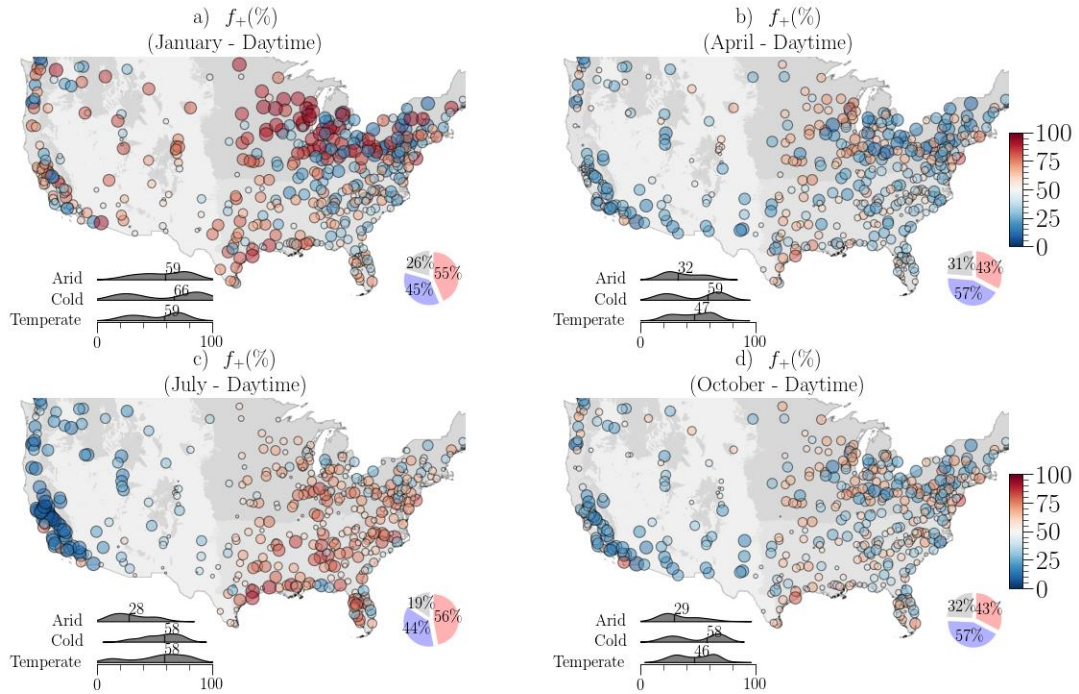 a) f₊(%)
(January - Daytime)
59
Arid
66
Cold
59
Temperate
0 100
26% 55%
45%
b) f₊(%)
(April - Daytime)
32
Arid
59
Cold
47
Temperate
0 100
31% 43%
57%
100
75
50
25
0
c) f₊(%)
(July - Daytime)
28
Arid
58
Cold
58
Temperate
0 100
19% 56%
44%
d) f₊(%)
(October - Daytime)
29
Arid
58
Cold
46
Temperate
0 100
32% 43%
57%
100
75
50
25
0